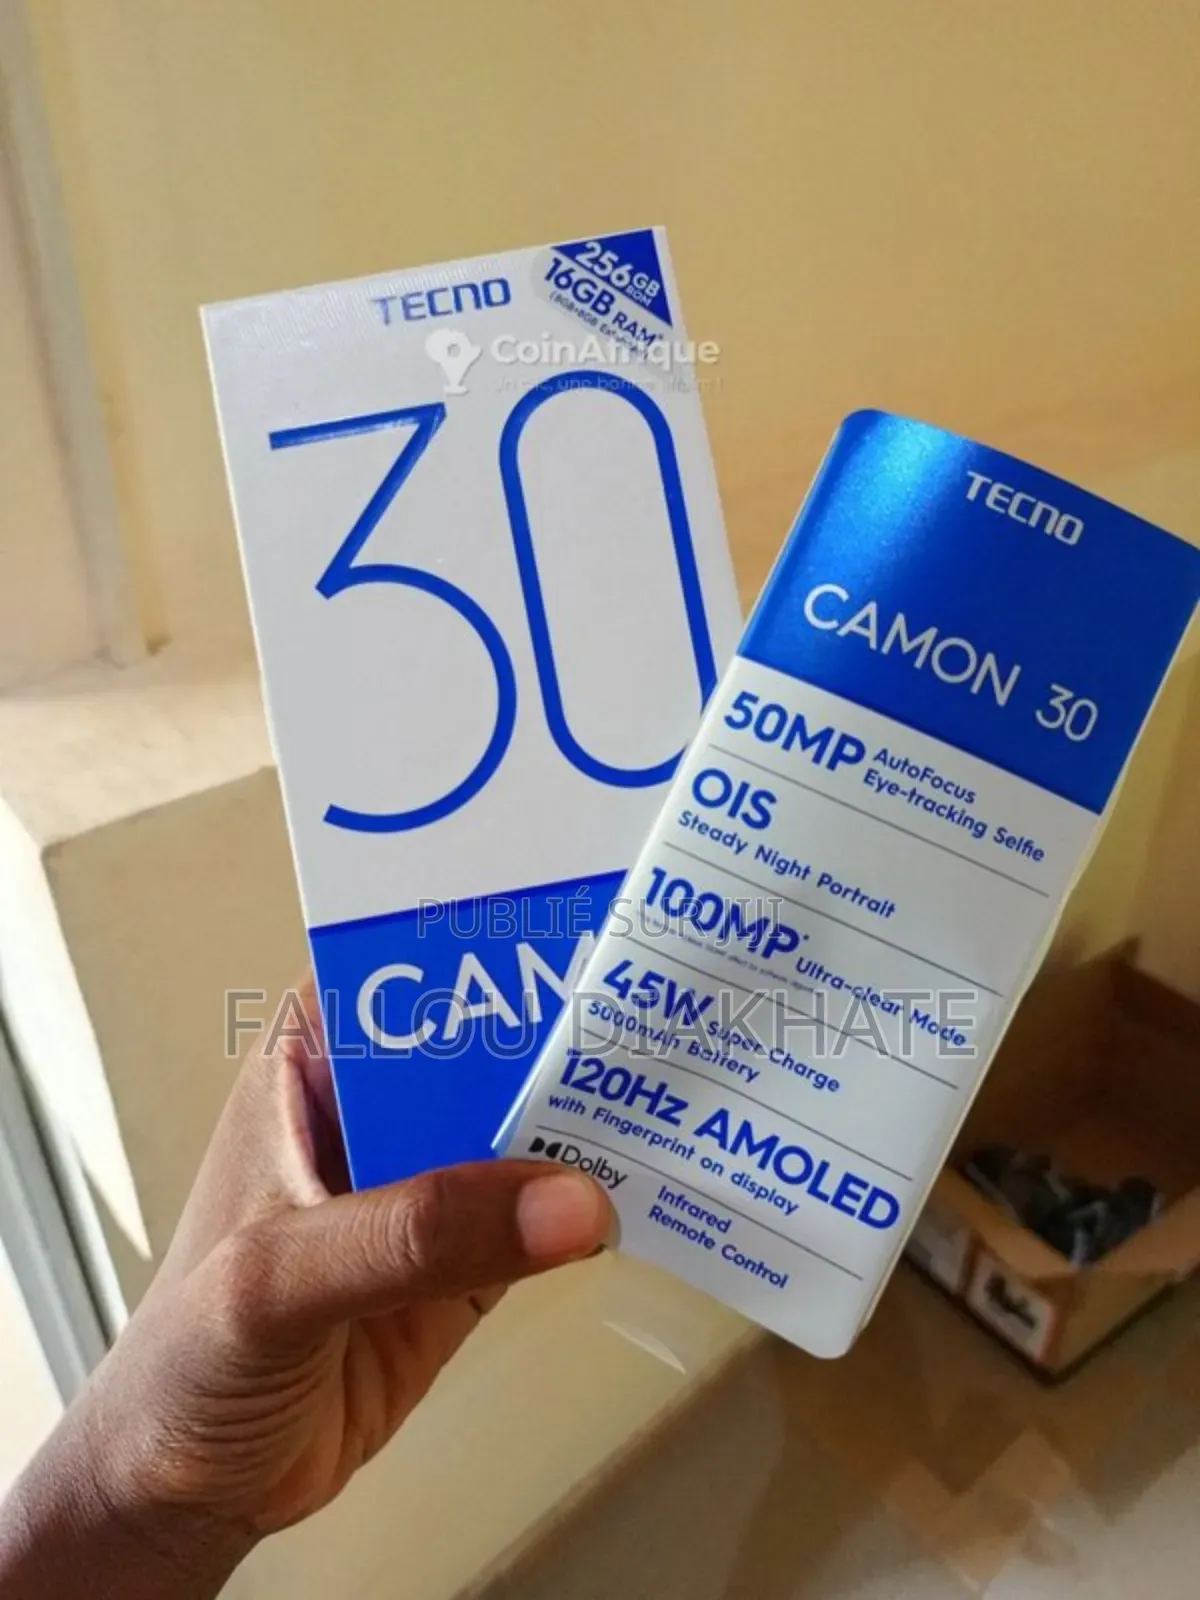 TECNO
256GB ROM
16GB RAM*
CoinAfrique
30
CAM
TECNO
CAMON 30
50MP AutoFocus
Eye-tracking Selfie
OIS
Steady Night Portrait
100MP* Ultra-clear Mode
45W Super Charge
5000mAh Battery
120Hz AMOLED
with Fingerprint on display
Dolby
Infrared
Remote Control
PUBLIÉ SUR JIJI
FALLOU DIAKHATE